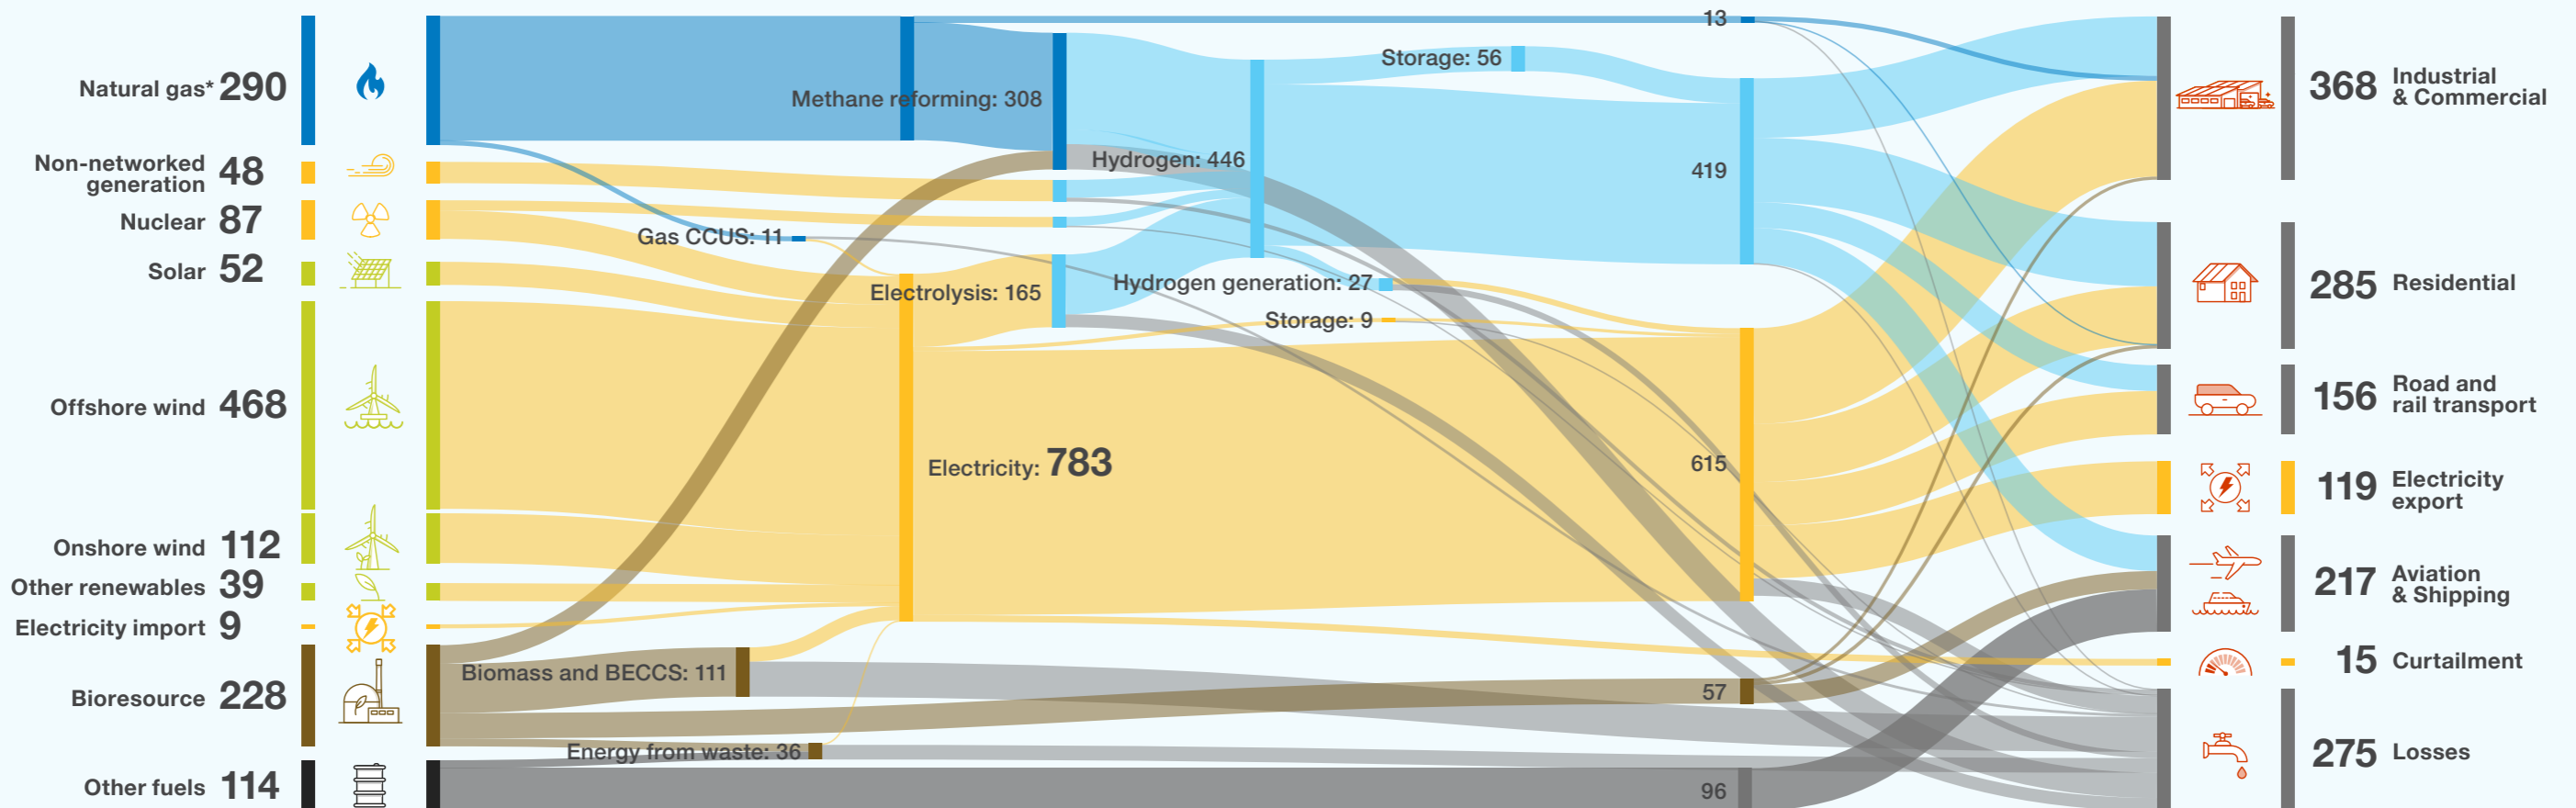 Natural gas* 290
Non-networked
generation 48
Nuclear 87
Solar 52
Offshore wind 468
Onshore wind 112
Other renewables 39
Electricity import 9
Bioresource 228
Other fuels 114
Methane reforming: 308
Gas CCUS: 11
Electrolysis: 165
Electricity: 783
Biomass and BECCS: 111
Energy from waste: 36
Hydrogen: 446
Storage: 56
Hydrogen generation: 27
Storage: 9
13
419
615
57
96
368 Industrial
& Commercial
285 Residential
156 Road and
rail transport
119 Electricity
export
217 Aviation
& Shipping
15 Curtailment
275 Losses